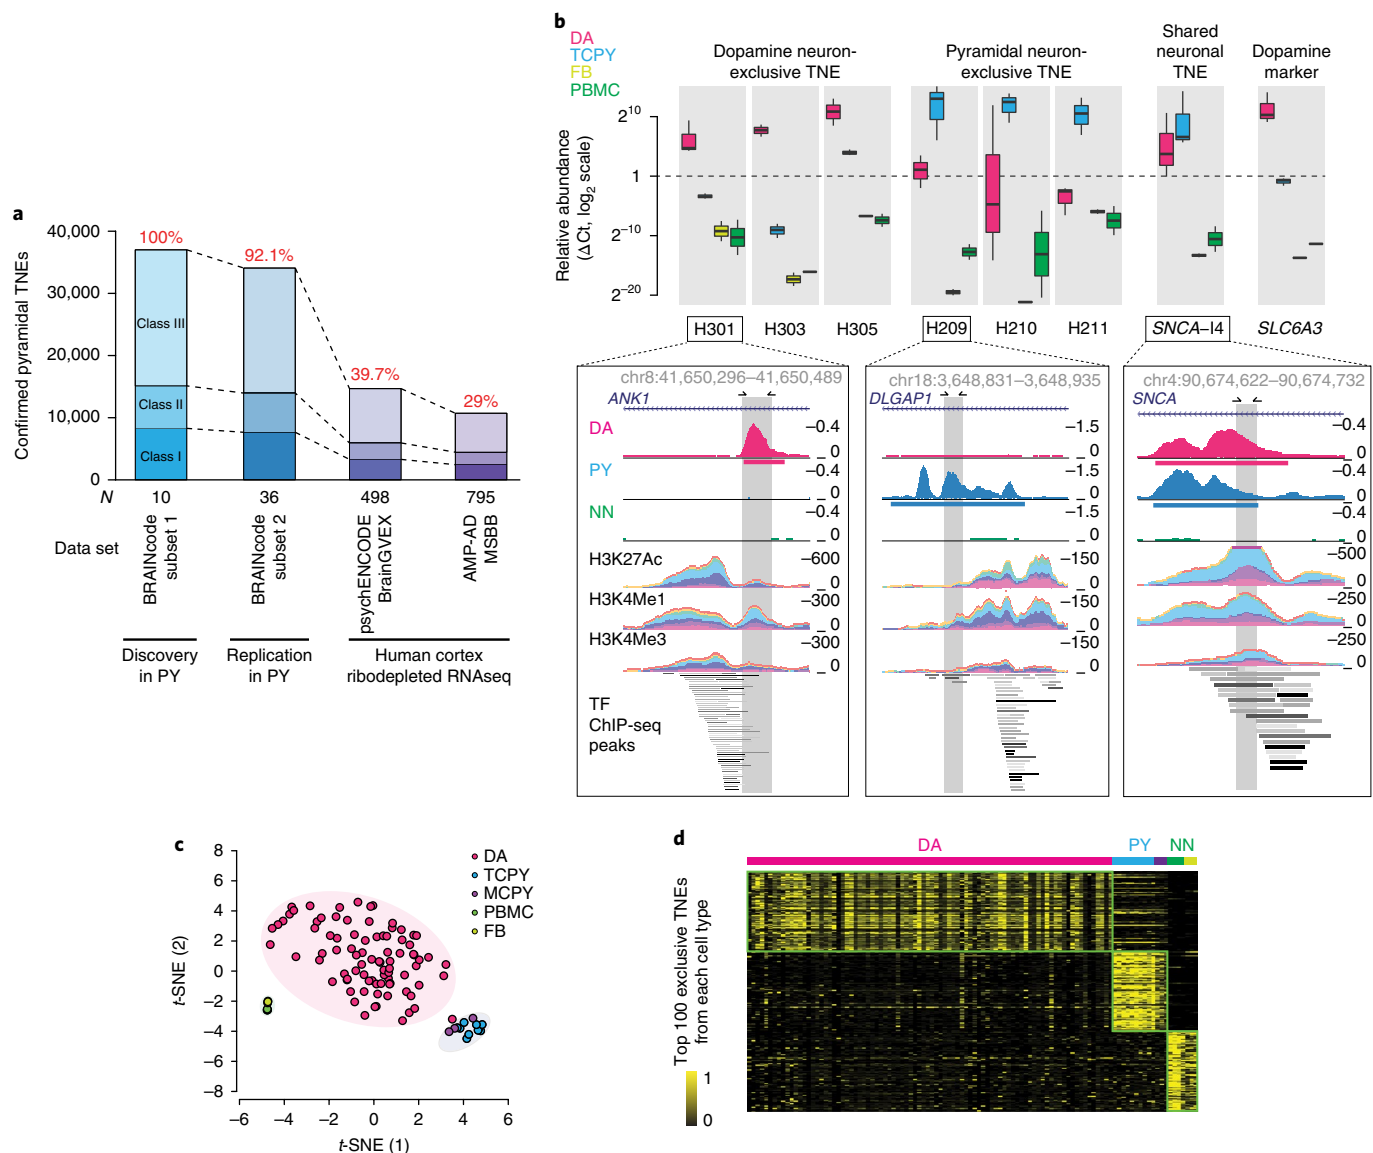 a
Confirmed pyramidal TNEs
40,000
30,000
20,000
10,000
0
100%
92.1%
39.7%
29%
Class III
Class II
Class I
N 10 36 498 795
Data set
BRAINcode
subset 1
BRAINcode
subset 2
psychENCODE
BrainGVEX
AMP-AD
MSBB
Discovery
in PY
Replication
in PY
Human cortex
ribodepleted RNAseq
b
DA
TCPY
FB
PBMC
Dopamine neuron-
exclusive TNE
Pyramidal neuron-
exclusive TNE
Shared
neuronal
TNE
Dopamine
marker
Relative abundance
(ΔCt, log2 scale)
2^10
1
2^−10
2^−20
H301 H303 H305 H209 H210 H211 SNCA–I4 SLC6A3
chr8:41,650,296–41,650,489
ANK1
DA
PY
NN
H3K27Ac
H3K4Me1
H3K4Me3
TF
ChIP-seq
peaks
0.4
0
0.4
0
0.4
0
600
0
300
0
300
0
chr18:3,648,831–3,648,935
DLGAP1
1.5
0
1.5
0
1.5
0
150
0
150
0
150
0
chr4:90,674,622–90,674,732
SNCA
0.4
0
0.4
0
0.4
0
500
0
250
0
250
0
c
t-SNE (2)
8
6
4
2
0
−2
−4
−6
−8
−6 −4 −2 0 2 4 6
t-SNE (1)
DA
TCPY
MCPY
PBMC
FB
d
DA PY NN
Top 100 exclusive TNEs
from each cell type
1
0